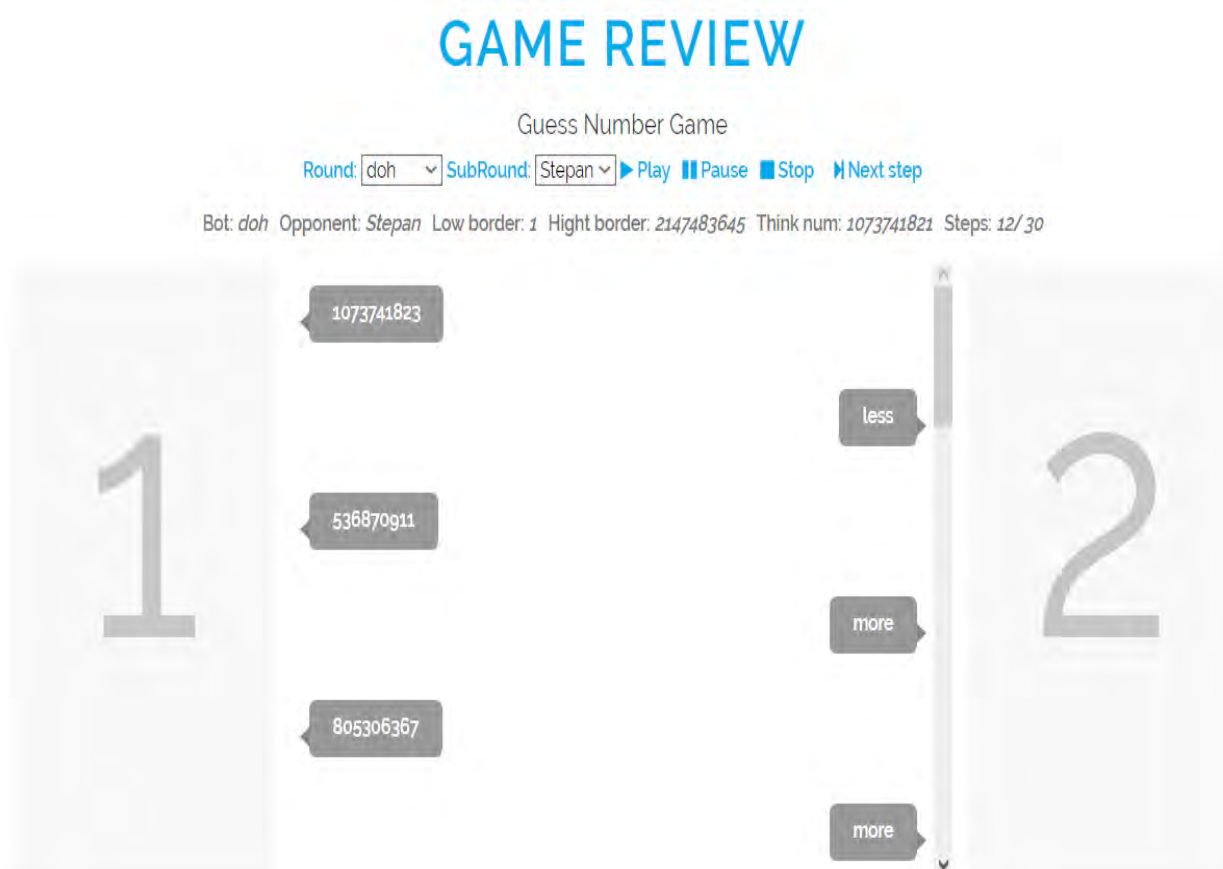 GAME REVIEW
Guess Number Game
Round: doh SubRound: Stepan Play Pause Stop Next step
Bot: doh Opponent: Stepan Low border: 1 Hight border: 2147483645 Think num: 1073741821 Steps: 12/30
1073741823
less
536870911
more
805306367
more
1
2